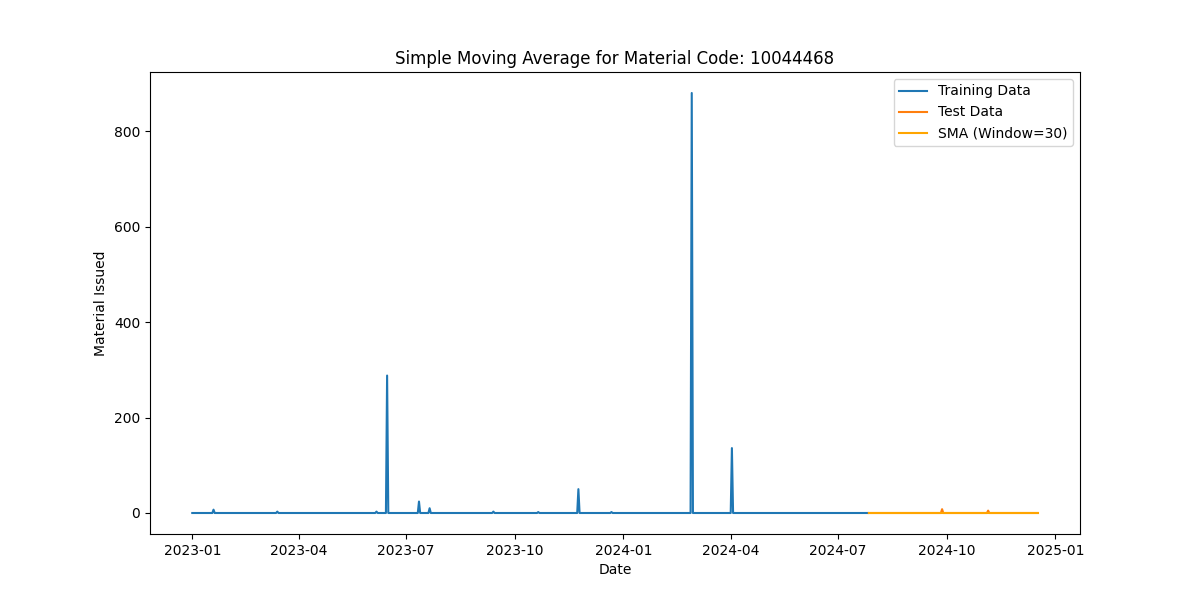 Simple Moving Average for Material Code: 10044468
Training Data
Test Data
SMA (Window=30)
Material Issued
800
600
400
200
0
2023-01 2023-04 2023-07 2023-10 2024-01 2024-04 2024-07 2024-10 2025-01
Date